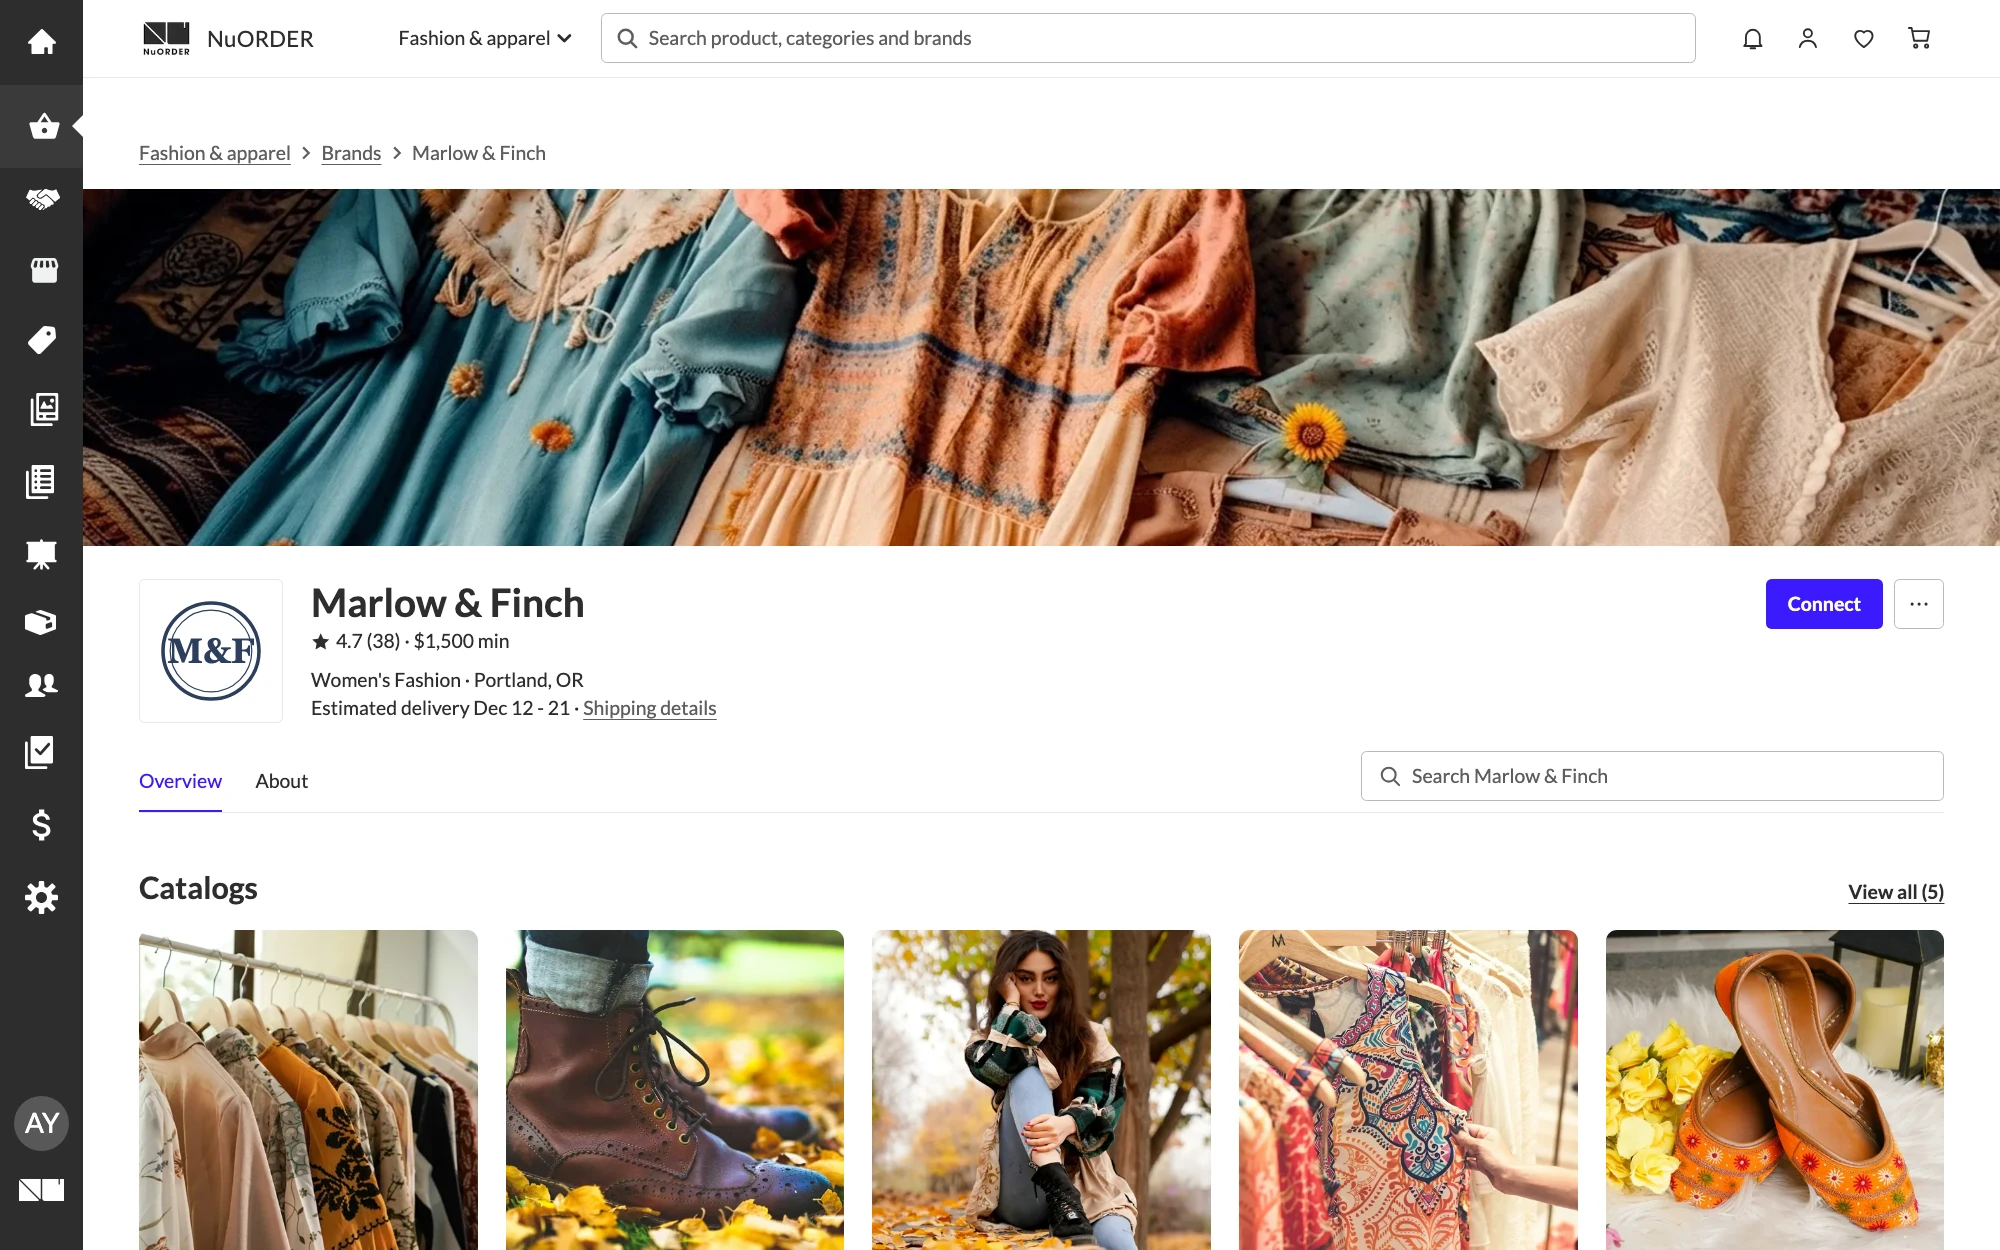 NuORDER
NuORDER
Fashion & apparel
Search product, categories and brands
Fashion & apparel
Brands
Marlow & Finch
M&F
Marlow & Finch
4.7 (38) · $1,500 min
Women's Fashion · Portland, OR
Estimated delivery Dec 12 - 21 · Shipping details
Connect
Overview
About
Search Marlow & Finch
Catalogs
View all (5)
M
AY